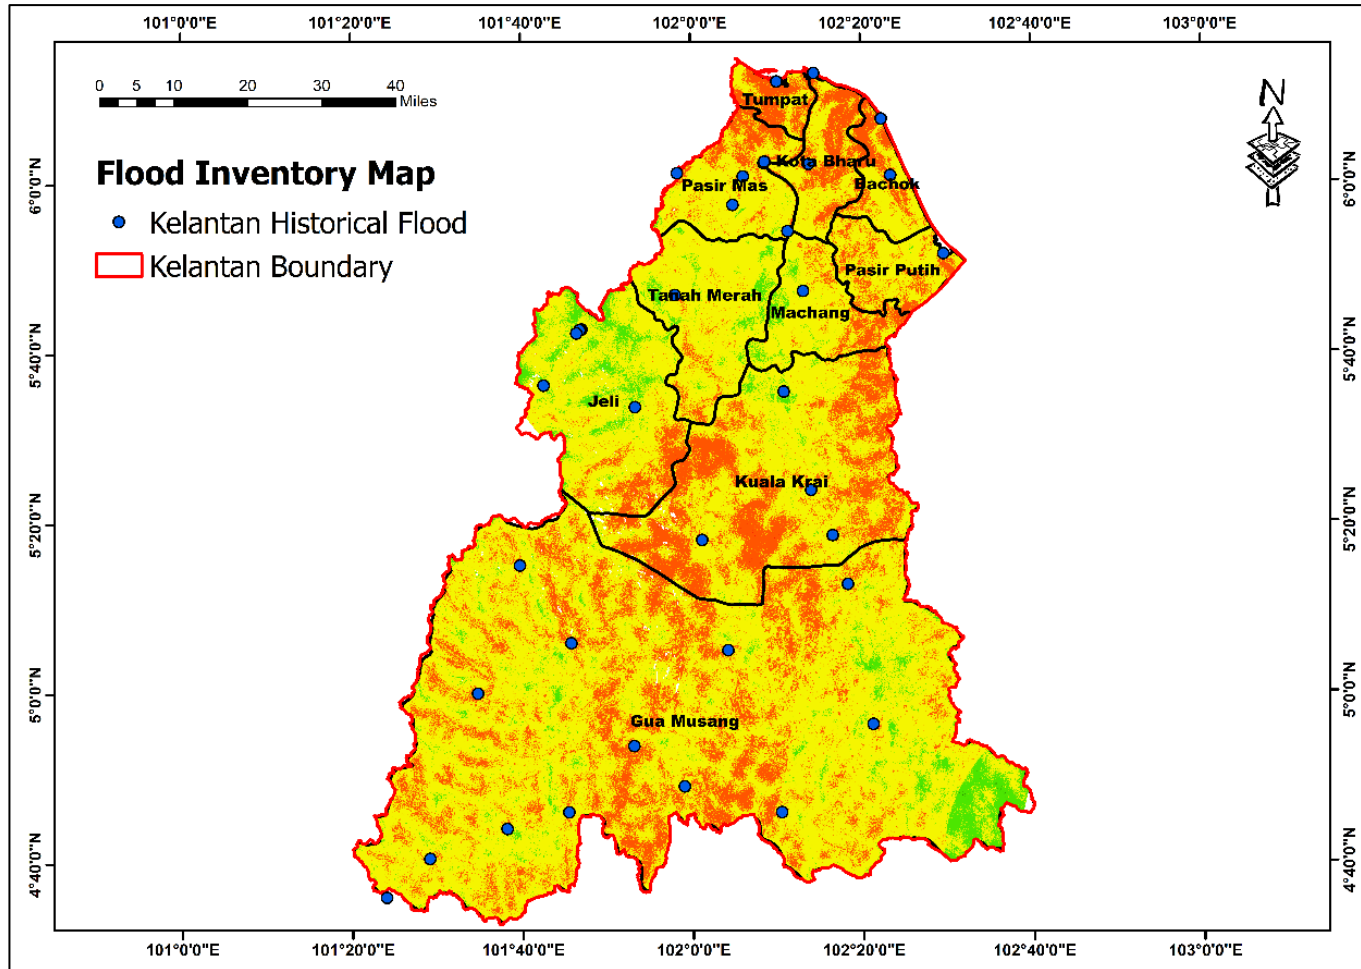 101°0'0"E 101°20'0"E 101°40'0"E 102°0'0"E 102°20'0"E 102°40'0"E 103°0'0"E
0 5 10 20 30 40
Miles
N
Flood Inventory Map
Kelantan Historical Flood
Kelantan Boundary
Tumpat
Kota Bharu
Pasir Mas
Bachok
Pasir Putih
Tanah Merah
Machang
Jeli
Kuala Krai
Gua Musang
6°0'0"N
5°40'0"N
5°20'0"N
5°0'0"N
4°40'0"N
6°0'0"N
5°40'0"N
5°20'0"N
5°0'0"N
4°40'0"N
101°0'0"E 101°20'0"E 101°40'0"E 102°0'0"E 102°20'0"E 102°40'0"E 103°0'0"E